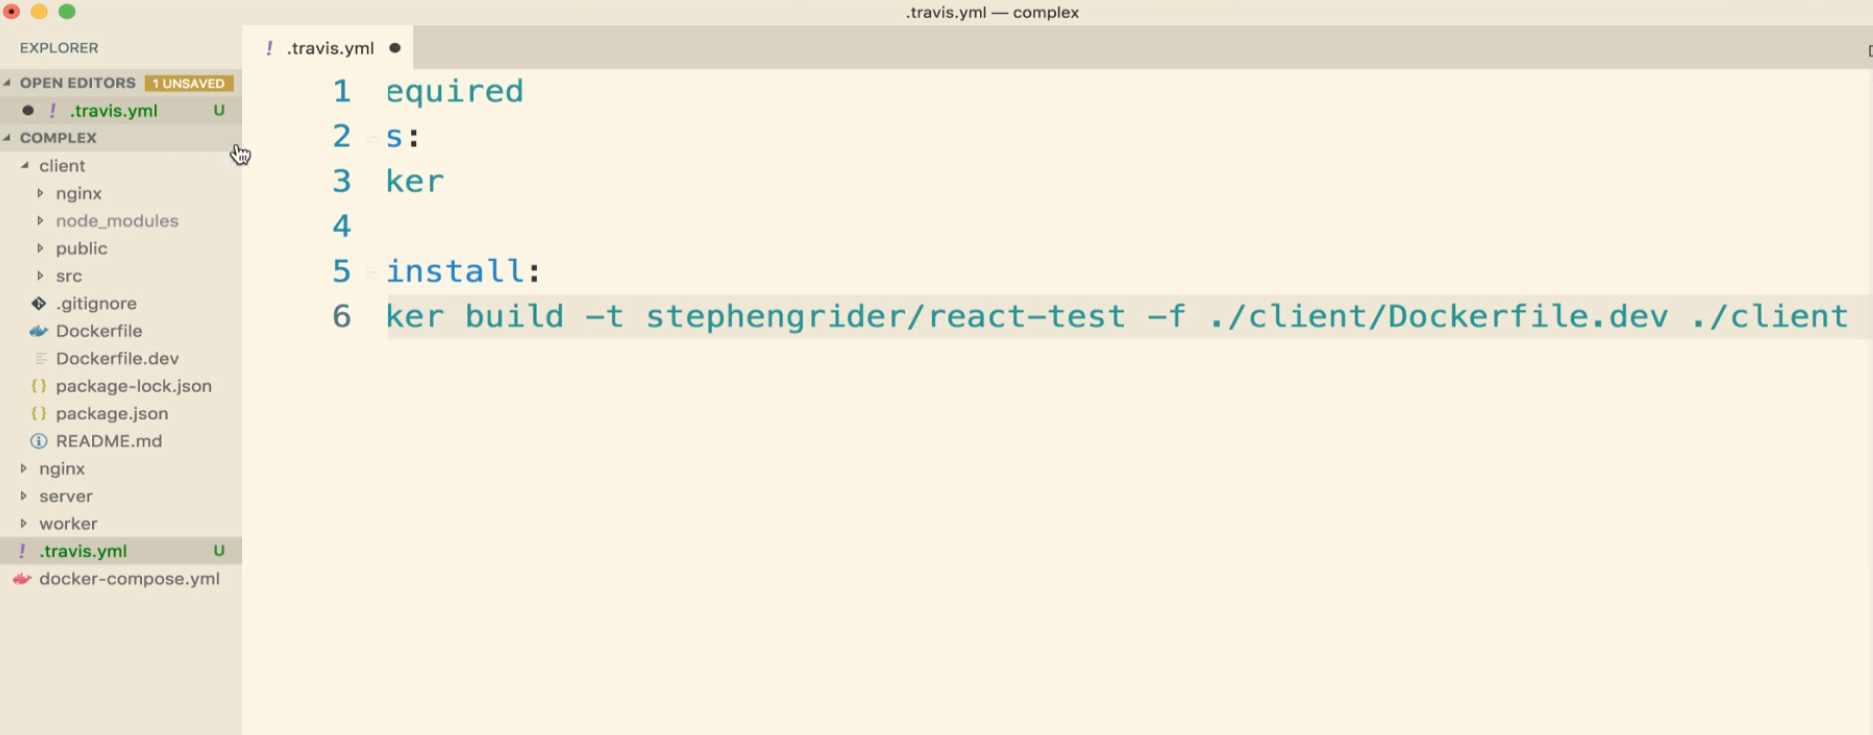 .travis.yml — complex
EXPLORER
OPEN EDITORS 1 UNSAVED
! .travis.yml U
COMPLEX
client
nginx
node_modules
public
src
.gitignore
Dockerfile
Dockerfile.dev
{} package-lock.json
{} package.json
README.md
nginx
server
worker
! .travis.yml U
docker-compose.yml
! .travis.yml
1 equired
2 s:
3 ker
4
5 install:
6 ker build -t stephengrider/react-test -f ./client/Dockerfile.dev ./client